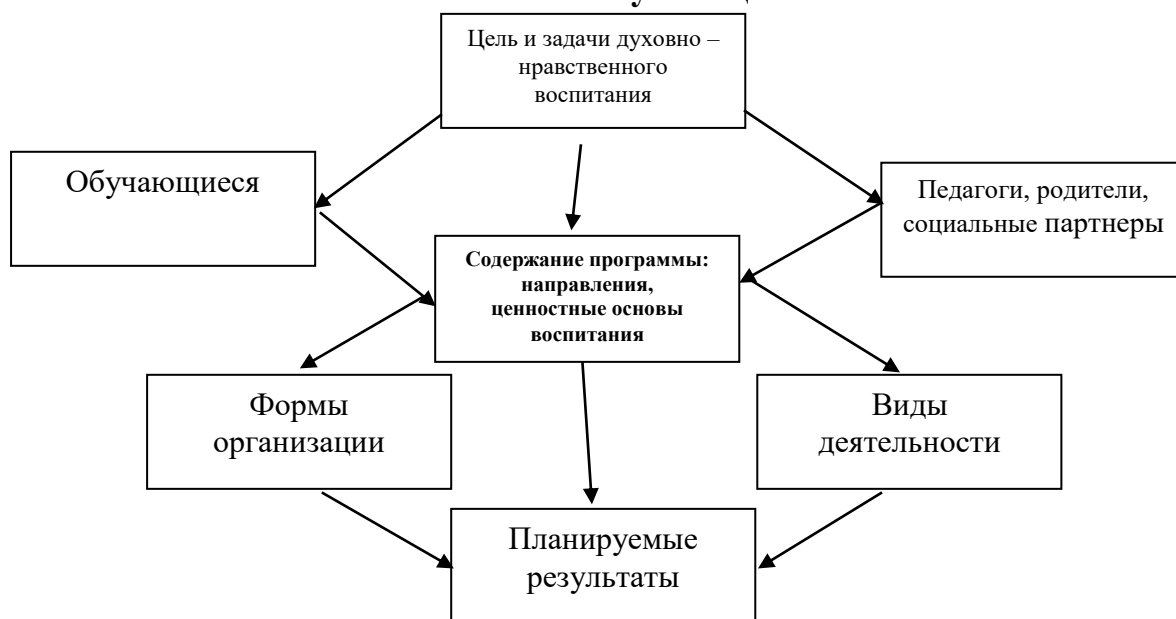 Цель и задачи духовно –
нравственного
воспитания
Обучающиеся
Педагоги, родители,
социальные партнеры
Содержание программы:
направления,
ценностные основы
воспитания
Формы
организации
Виды
деятельности
Планируемые
результаты